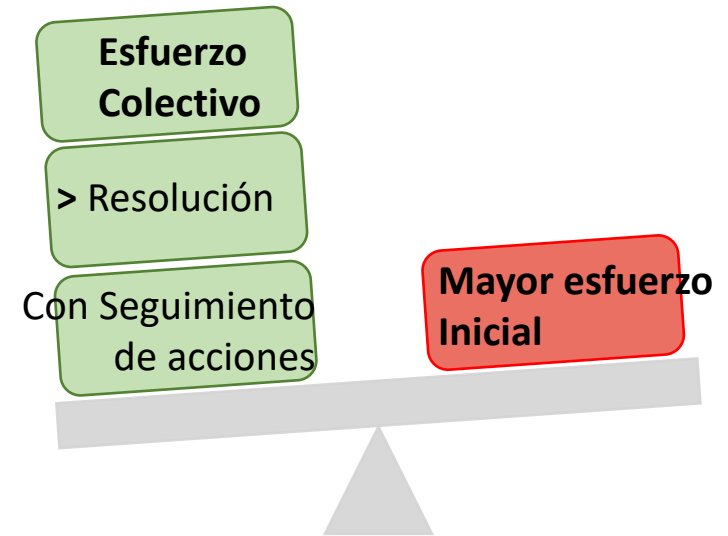 Esfuerzo
Colectivo
> Resolución
Con Seguimiento
de acciones
Mayor esfuerzo
Inicial